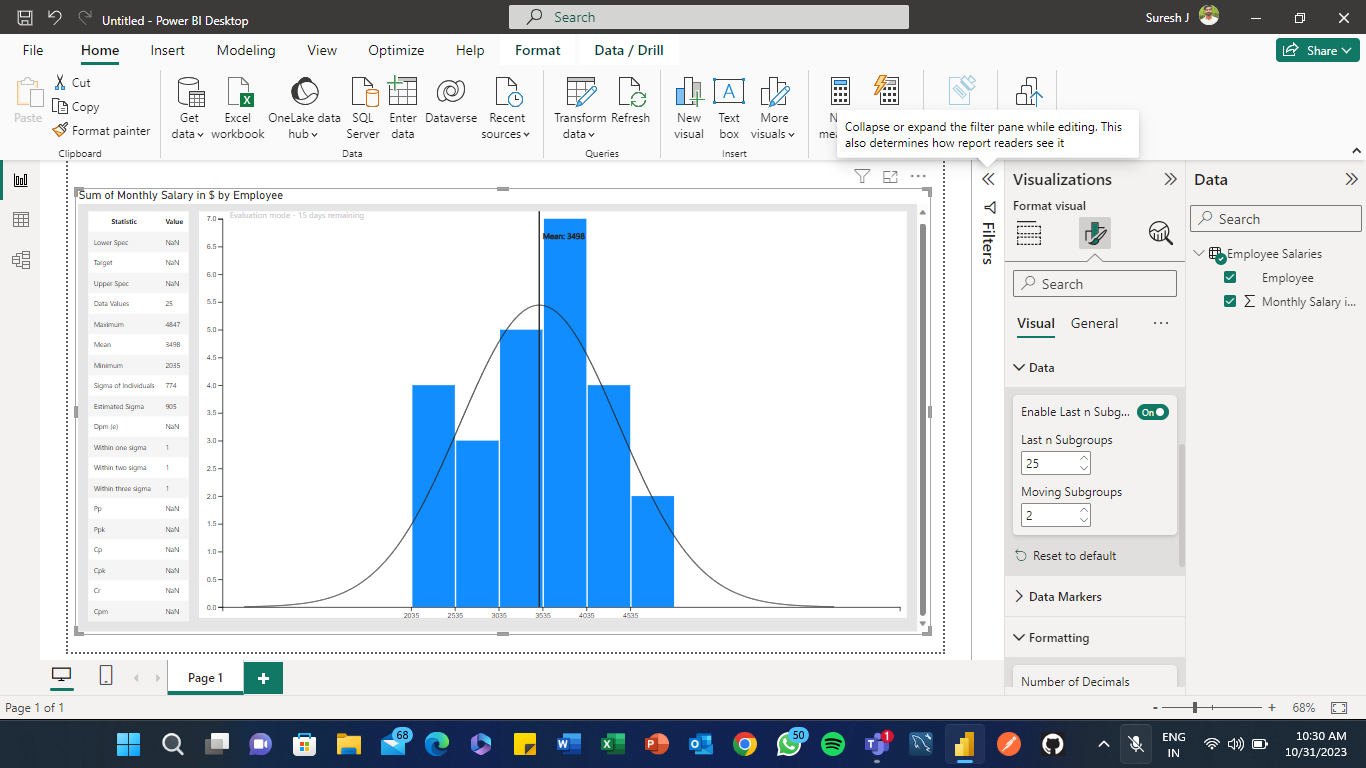 Untitled - Power BI Desktop
Search
Suresh J
File Home Insert Modeling View Optimize Help Format Data / Drill
Share
Paste
Cut
Copy
Format painter
Clipboard
Get data
Excel workbook
OneLake data hub
SQL Server
Enter data
Dataverse
Recent sources
Data
Transform data
Refresh
Queries
New visual
Text box
More visuals
Insert
Collapse or expand the filter pane while editing. This
also determines how report readers see it
Sum of Monthly Salary in $ by Employee
Evaluation mode - 15 days remaining
Statistic Value
Lower Spec NaN
Target NaN
Upper Spec NaN
Data Values 25
Maximum 4847
Mean 3498
Minimum 2035
Sigma of Individuals 774
Estimated Sigma 905
Dpm (e) NaN
Within one sigma 1
Within two sigma 1
Within three sigma 1
Pp NaN
Ppk NaN
Cp NaN
Cpk NaN
Cr NaN
Cpm NaN
7.0
6.5
6.0
5.5
5.0
4.5
4.0
3.5
3.0
2.5
2.0
1.5
1.0
0.5
0.0
Mean: 3498
2035 2535 3035 3535 4035 4535
Filters
Visualizations
Format visual
Search
Visual General
Data
Enable Last n Subg... On
Last n Subgroups
25
Moving Subgroups
2
Reset to default
Data Markers
Formatting
Number of Decimals
Data
Search
Employee Salaries
Employee
Monthly Salary i...
Page 1
Page 1 of 1
- + 68%
68
50
1
ENG
IN
10:30 AM
10/31/2023